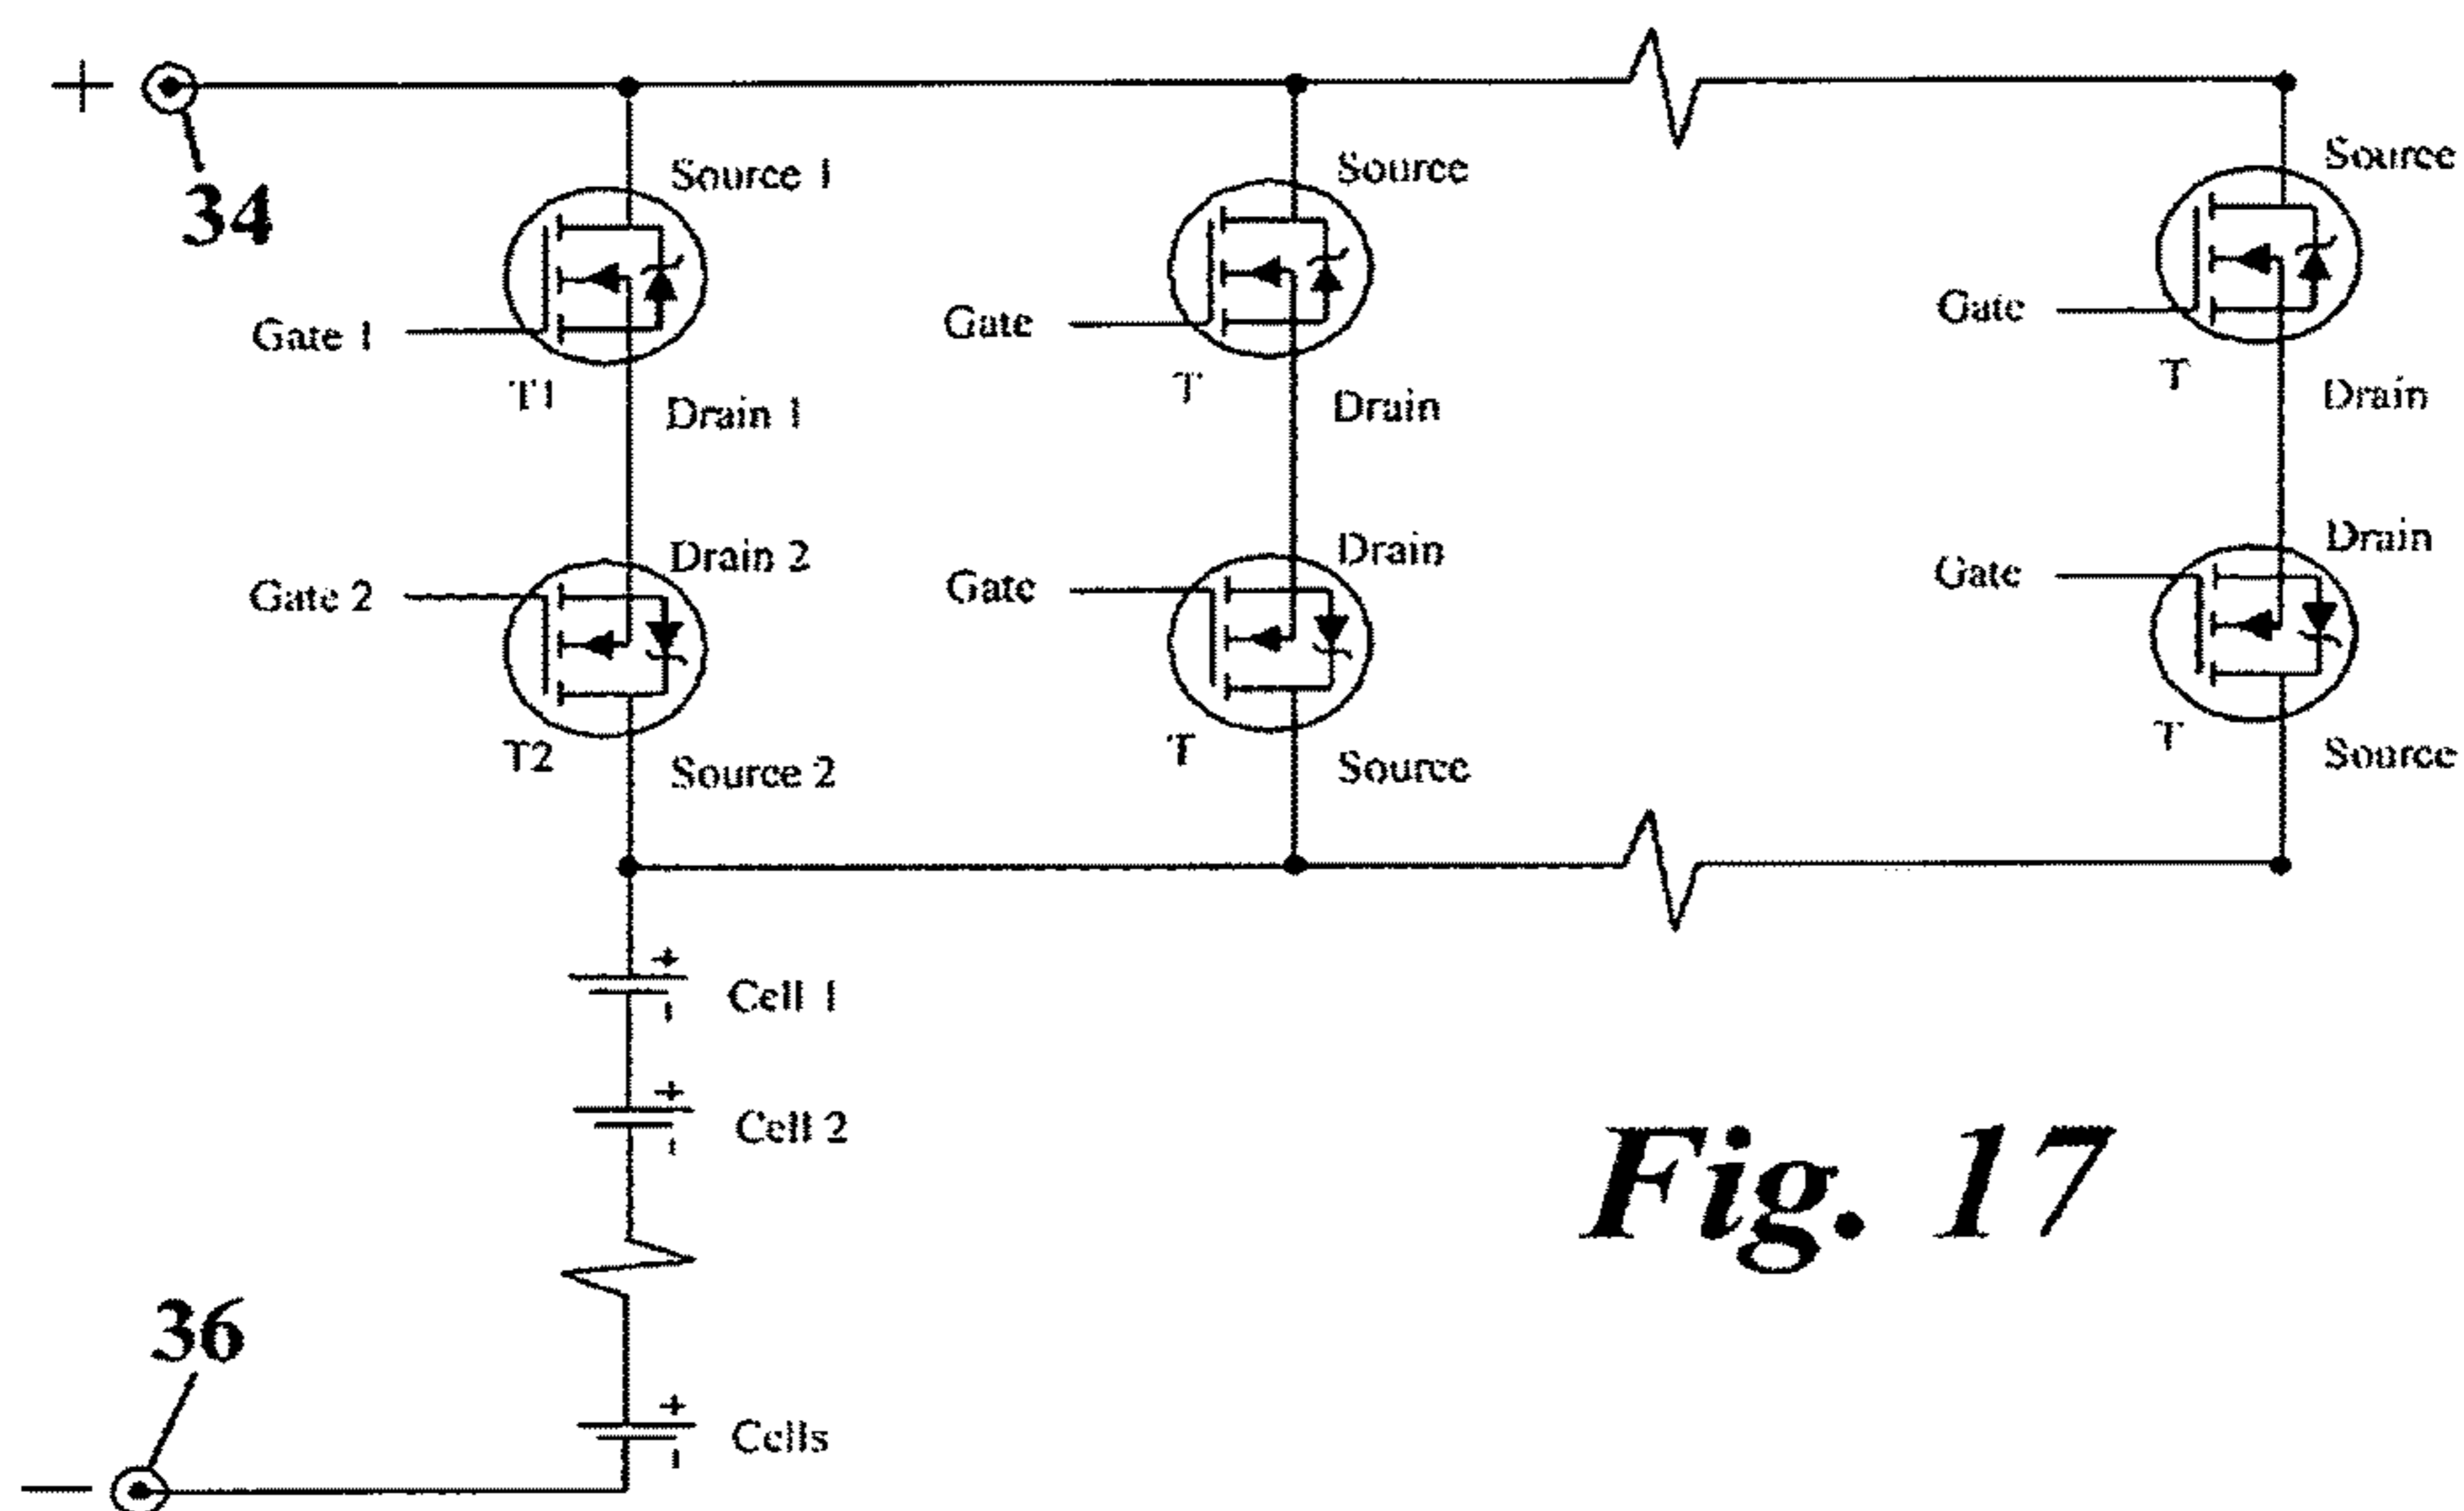 +
34
Source 1
Source
Source
Gate 1
Gate
Gate
T1
T
T
Drain 1
Drain
Drain
Drain 2
Drain
Drain
Gate 2
Gate
Gate
T2
T
T
Source 2
Source
Source
+
Cell 1
-
+
Cell 2
-
Fig. 17
36
+
Cells
-
—